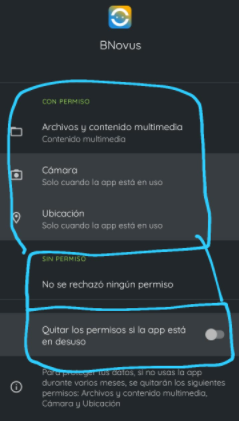 BNovus
CON PERMISO
Archivos y contenido multimedia
Contenido multimedia
Cámara
Solo cuando la app está en uso
Ubicación
Solo cuando la app está en uso
SIN PERMISO
No se rechazó ningún permiso
Quitar los permisos si la app está
en desuso
Para proteger tus datos, si no usas la app
durante varios meses, se quitarán los siguientes
permisos: Archivos y contenido multimedia,
Cámara y Ubicación